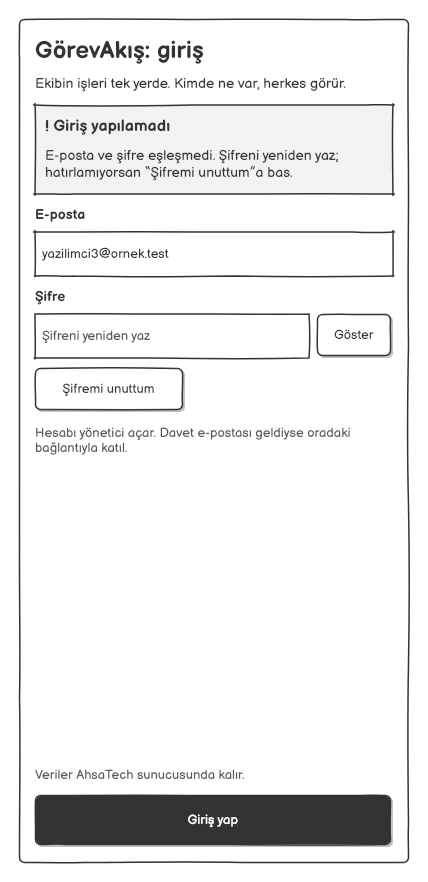 GörevAkış: giriş
Ekibin işleri tek yerde. Kimde ne var, herkes görür.
! Giriş yapılamadı
E-posta ve şifre eşleşmedi. Şifreni yeniden yaz;
hatırlamıyorsan "Şifremi unuttum"a bas.
E-posta
yazilimci3@ornek.test
Şifre
Şifreni yeniden yaz
Göster
Şifremi unuttum
Hesabı yönetici açar. Davet e-postası geldiyse oradaki
bağlantıyla katıl.
Veriler AhsaTech sunucusunda kalır.
Giriş yap